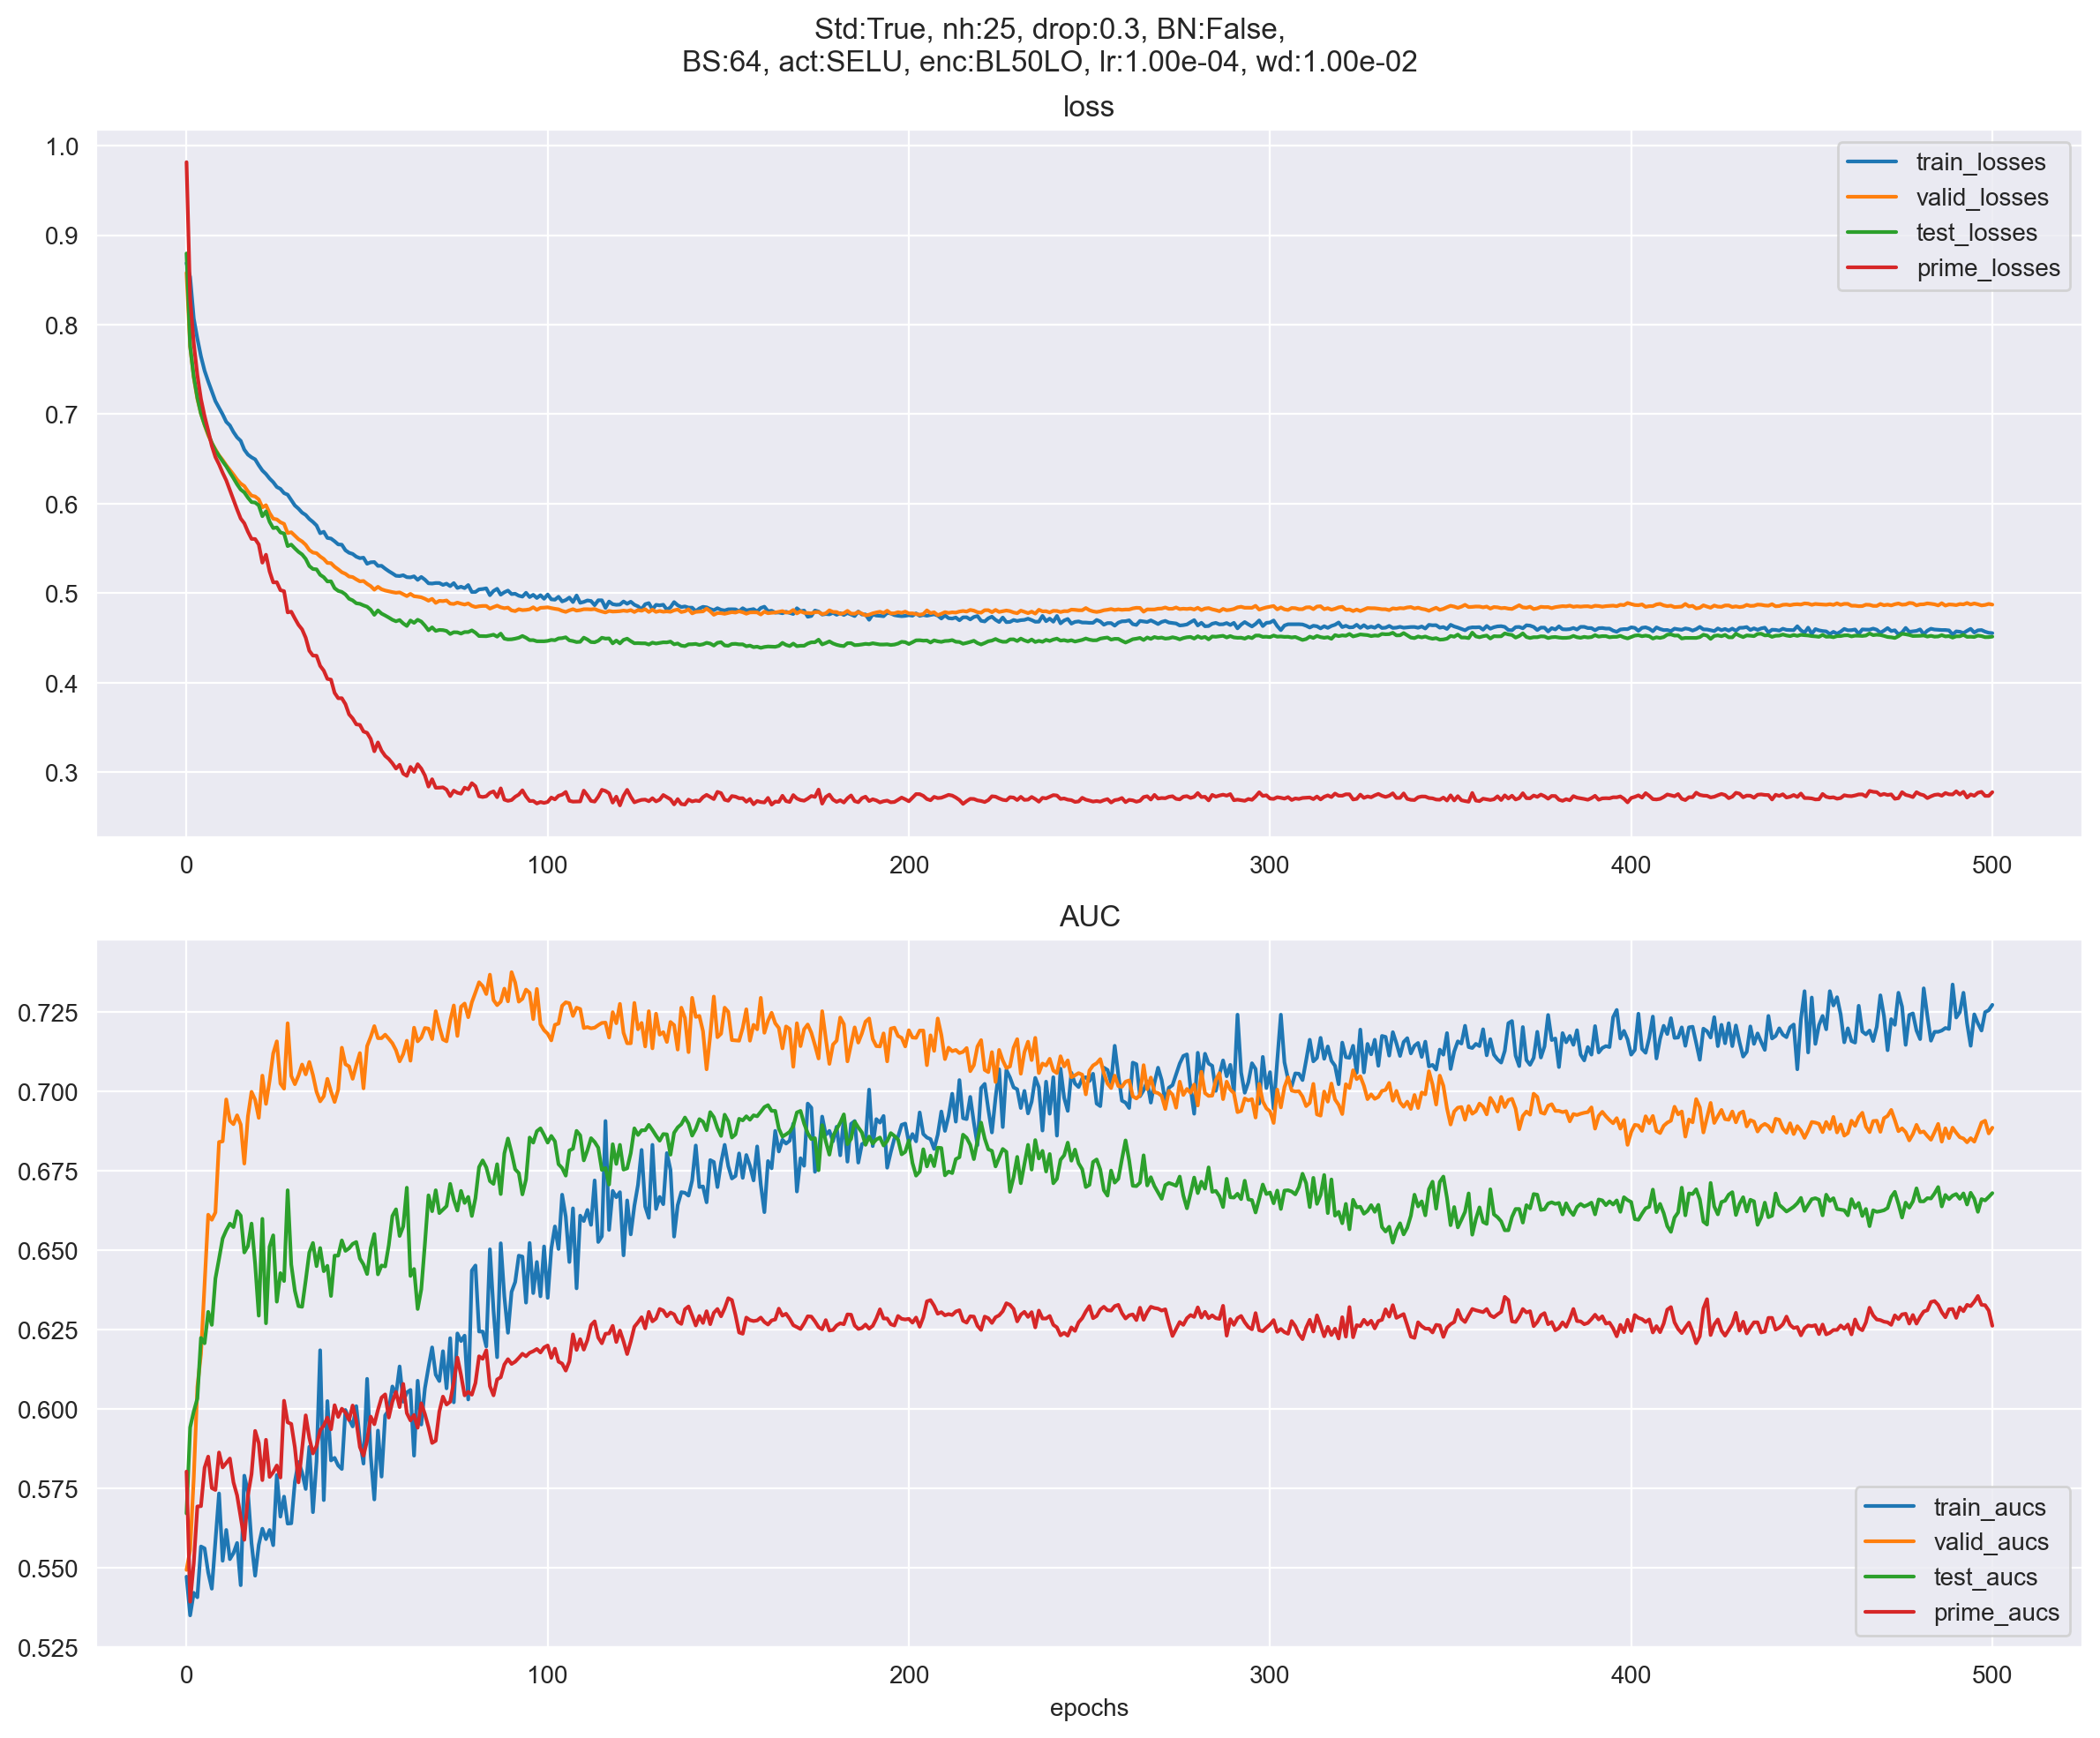 Std:True, nh:25, drop:0.3, BN:False,
BS:64, act:SELU, enc:BL50LO, lr:1.00e-04, wd:1.00e-02
loss
1.0
0.9
0.8
0.7
0.6
0.5
0.4
0.3
train_losses
valid_losses
test_losses
prime_losses
0 100 200 300 400 500
AUC
0.725
0.700
0.675
0.650
0.625
0.600
0.575
0.550
0.525
train_aucs
valid_aucs
test_aucs
prime_aucs
0 100 200 300 400 500
epochs